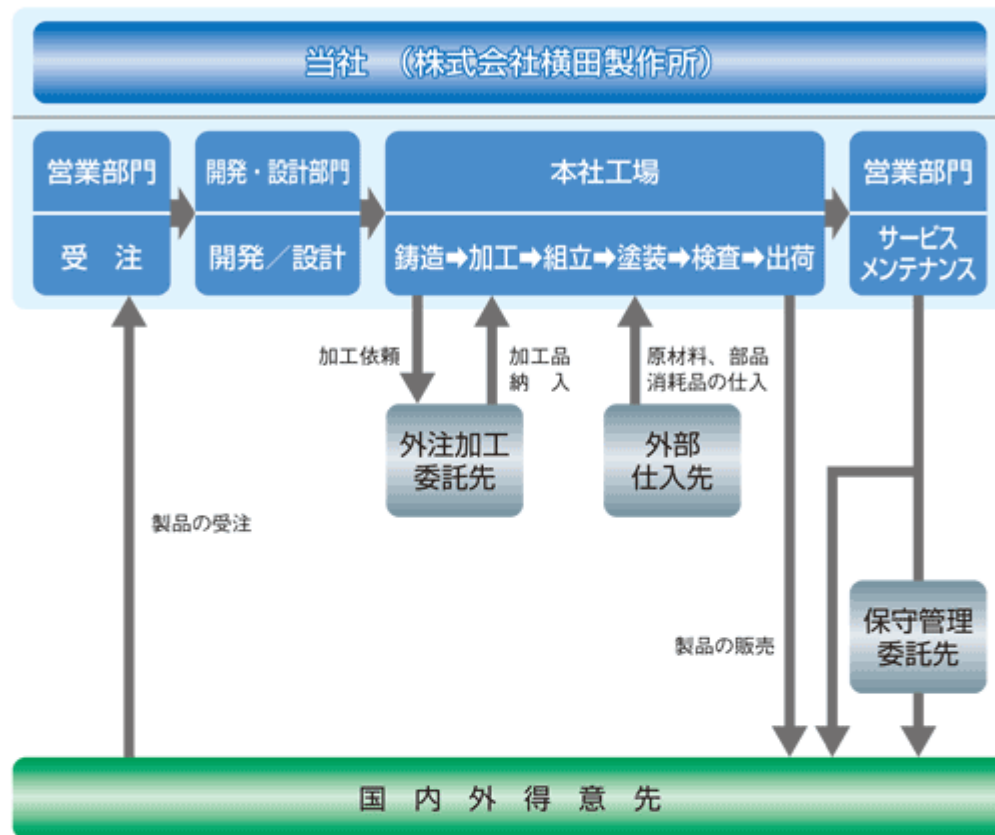 当社 （株式会社横田製作所）
営業部門
受 注
開発・設計部門
開発／設計
本社工場
鋳造➡加工➡組立➡塗装➡検査➡出荷
営業部門
サービス
メンテナンス
加工依頼
加工品
納 入
原材料、部品
消耗品の仕入
外注加工
委託先
外部
仕入先
製品の受注
製品の販売
保守管理
委託先
国 内 外 得 意 先